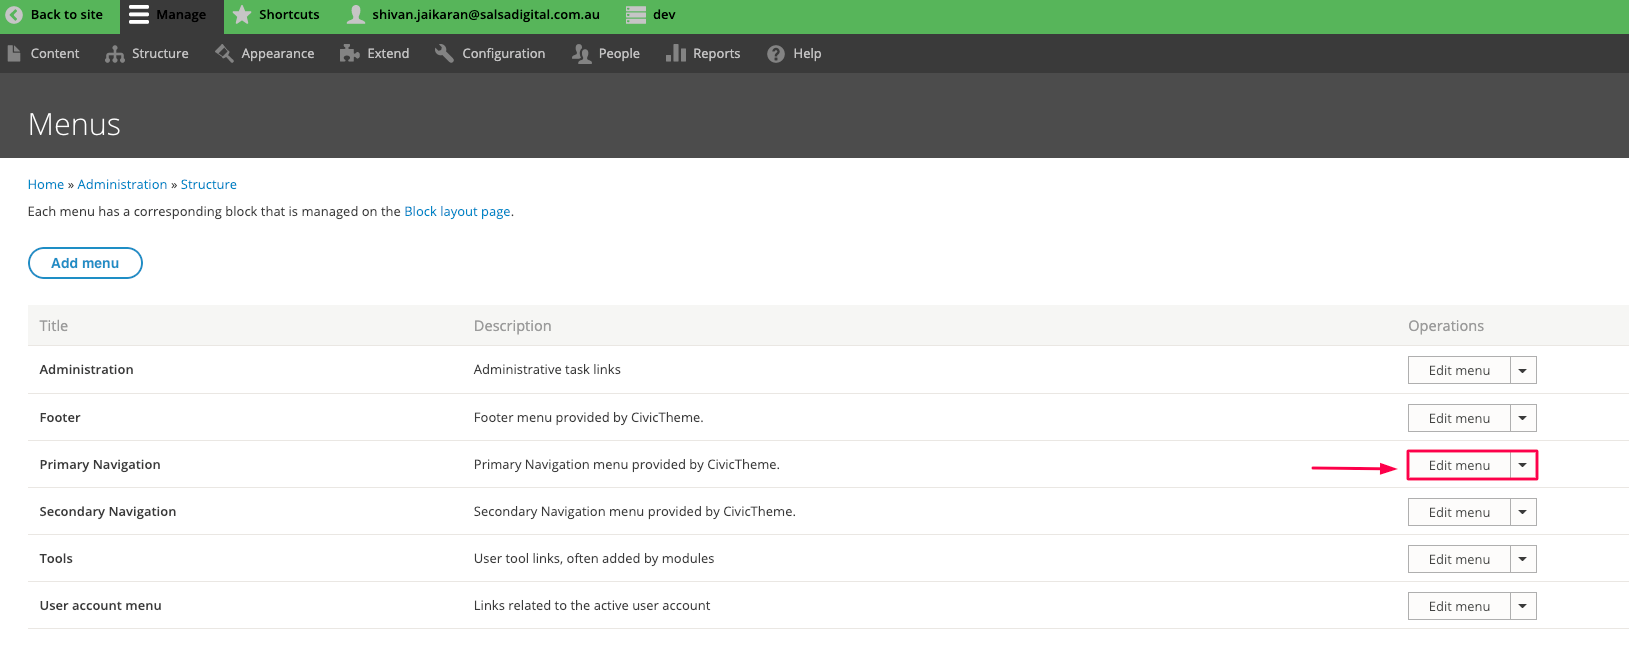 Back to site Manage Shortcuts shivan.jaikaran@salsadigital.com.au dev
Content Structure Appearance Extend Configuration People Reports Help
Menus
Home » Administration » Structure
Each menu has a corresponding block that is managed on the Block layout page.
Add menu
Title Description Operations
Administration Administrative task links Edit menu
Footer Footer menu provided by CivicTheme. Edit menu
Primary Navigation Primary Navigation menu provided by CivicTheme. Edit menu
Secondary Navigation Secondary Navigation menu provided by CivicTheme. Edit menu
Tools User tool links, often added by modules Edit menu
User account menu Links related to the active user account Edit menu